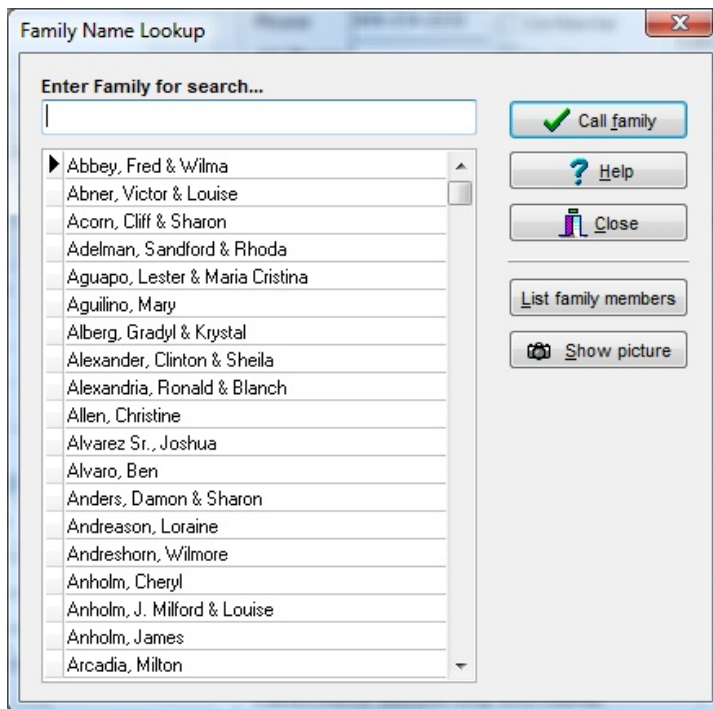 Family Name Lookup
Enter Family for search...
Abbey, Fred & Wilma
Abner, Victor & Louise
Acorn, Cliff & Sharon
Adelman, Sandford & Rhoda
Aguapo, Lester & Maria Cristina
Aguilino, Mary
Alberg, Gradyl & Krystal
Alexander, Clinton & Sheila
Alexandria, Ronald & Blanch
Allen, Christine
Alvarez Sr., Joshua
Alvaro, Ben
Anders, Damon & Sharon
Andreason, Loraine
Andreshorn, Wilmore
Anholm, Cheryl
Anholm, J. Milford & Louise
Anholm, James
Arcadia, Milton
Call family
Help
Close
List family members
Show picture